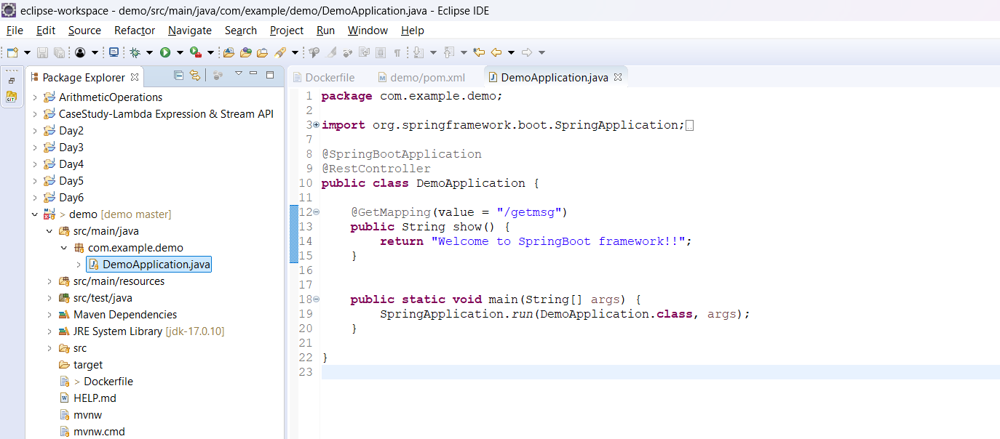 eclipse-workspace - demo/src/main/java/com/example/demo/DemoApplication.java - Eclipse IDE
File Edit Source Refactor Navigate Search Project Run Window Help
Package Explorer
ArithmeticOperations
CaseStudy-Lambda Expression & Stream API
Day2
Day3
Day4
Day5
Day6
> demo [demo master]
src/main/java
com.example.demo
DemoApplication.java
src/main/resources
src/test/java
Maven Dependencies
JRE System Library [jdk-17.0.10]
src
target
> Dockerfile
HELP.md
mvnw
mvnw.cmd
Dockerfile demo/pom.xml DemoApplication.java
1 package com.example.demo;
2
3 import org.springframework.boot.SpringApplication;
7
8 @SpringBootApplication
9 @RestController
10 public class DemoApplication {
11
12 @GetMapping(value = "/getmsg")
13 public String show() {
14 return "Welcome to SpringBoot framework!!";
15 }
16
17
18 public static void main(String[] args) {
19 SpringApplication.run(DemoApplication.class, args);
20 }
21
22 }
23